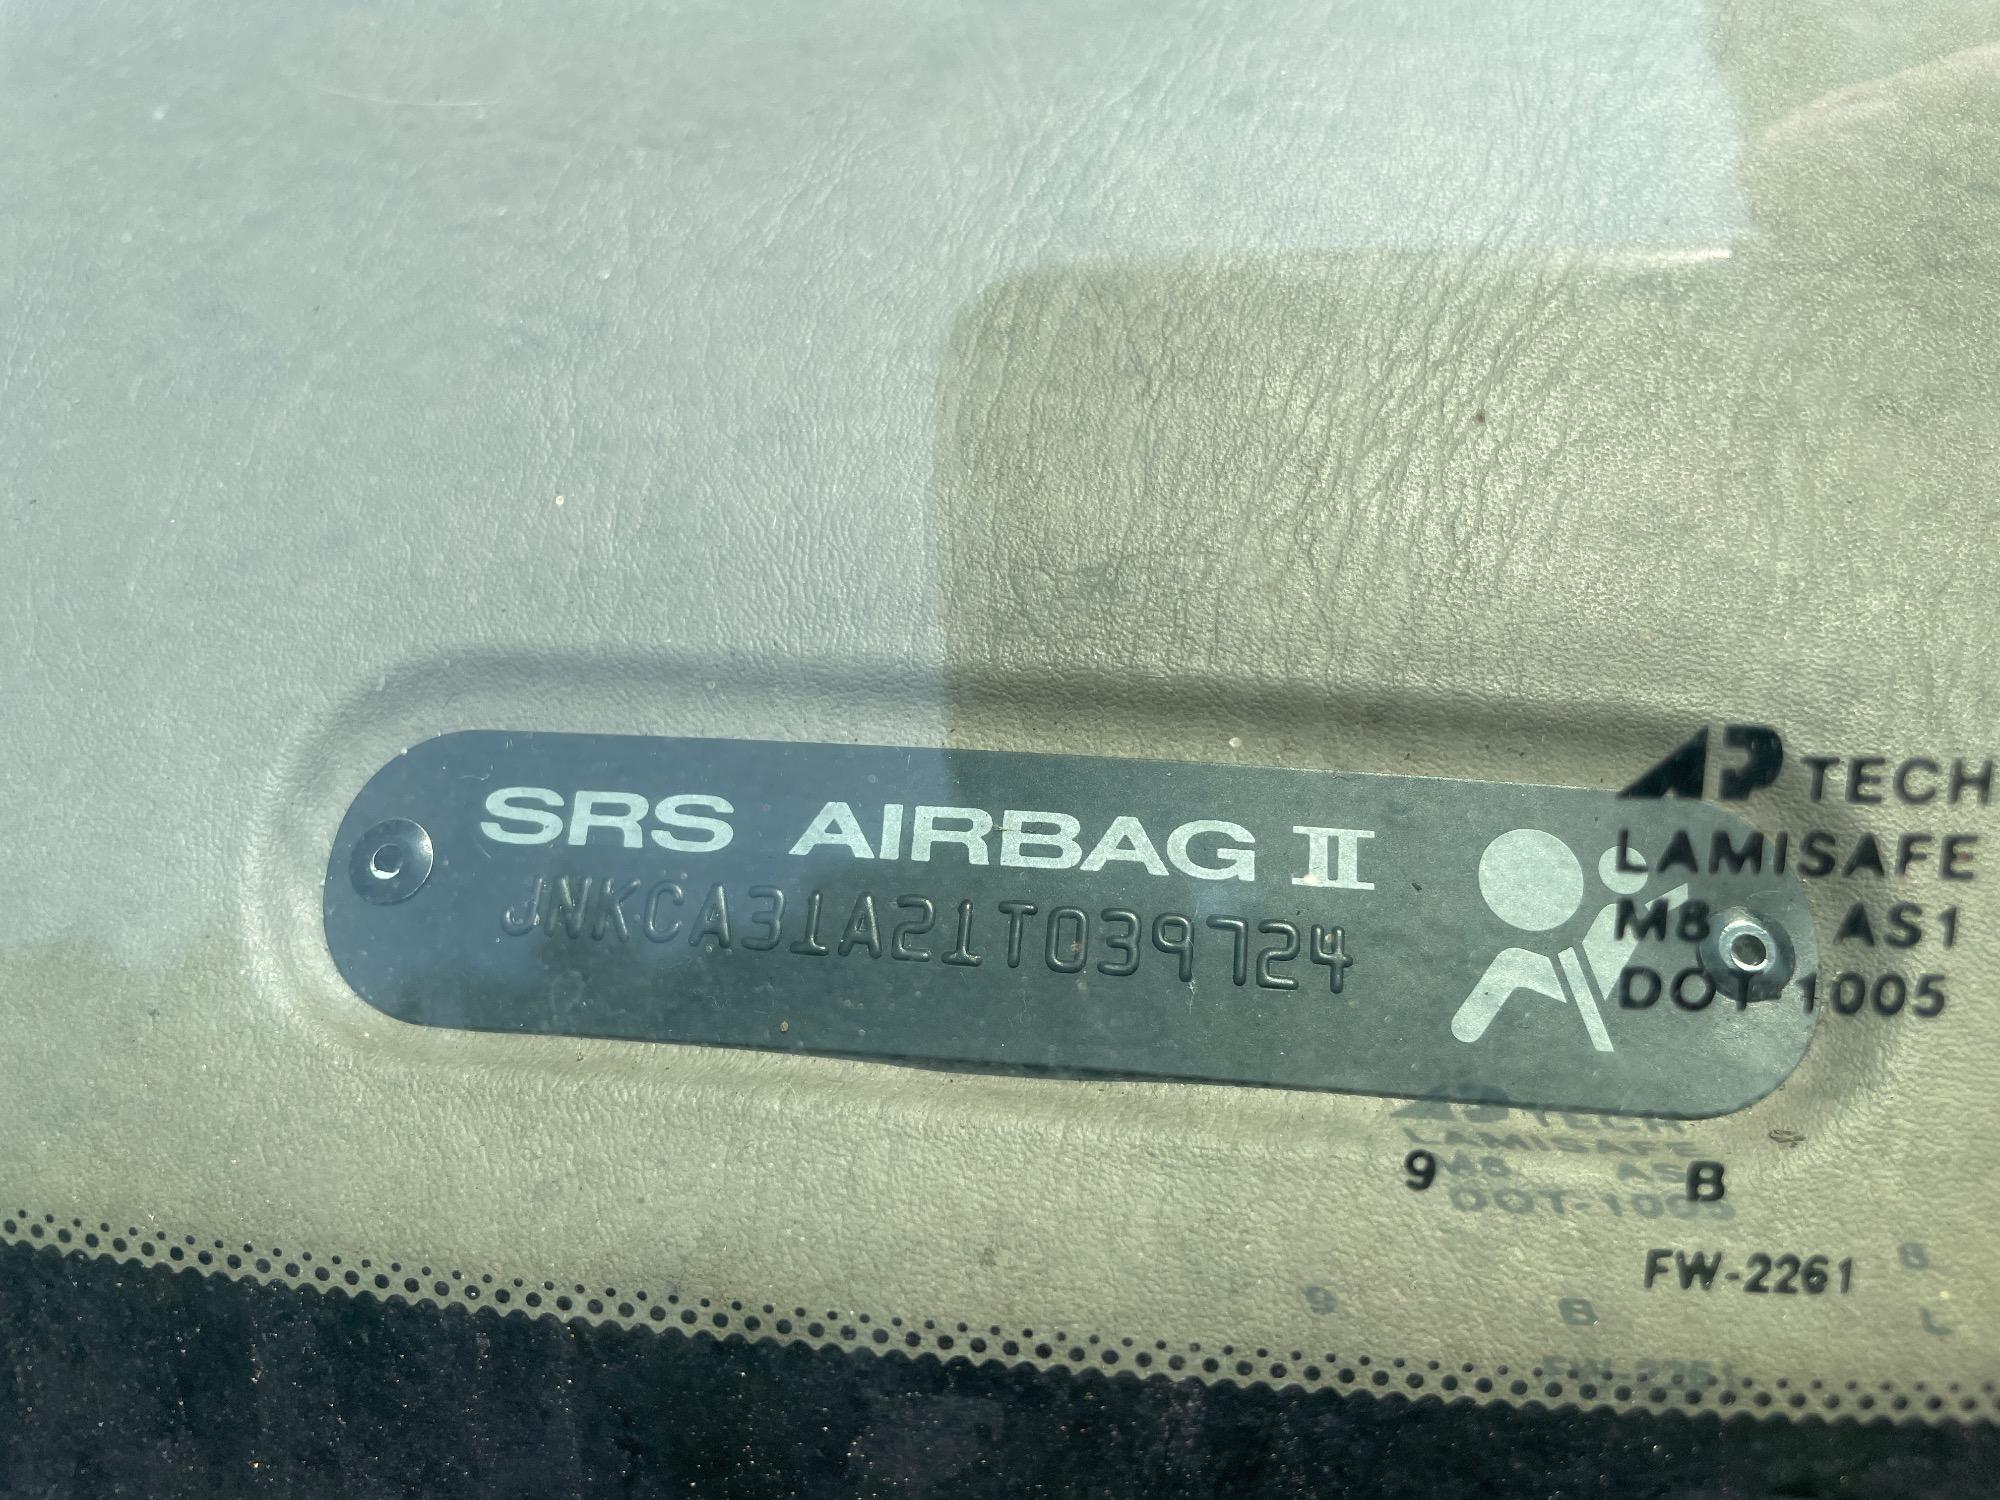 SRS AIRBAG II
JNKCA31A21T039724
AP TECH
LAMISAFE
M8 AS1
DOT-1005
9 B
FW-2261